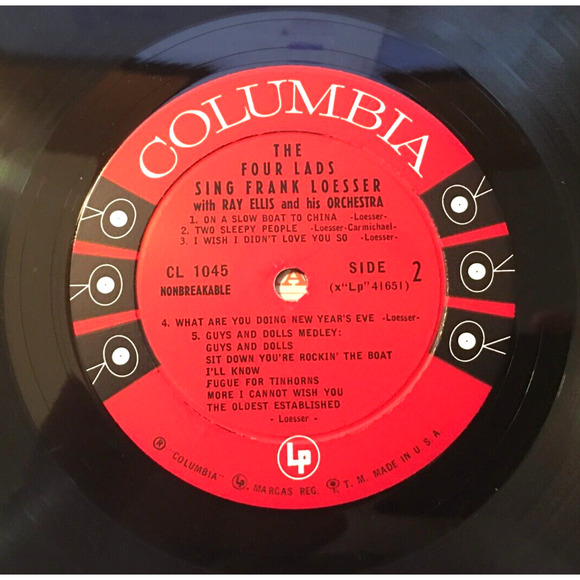 COLUMBIA
THE
FOUR LADS
SING FRANK LOESSER
with RAY ELLIS and his ORCHESTRA
1. ON A SLOW BOAT TO CHINA -Loesser-
2. TWO SLEEPY PEOPLE -Loesser-Carmichael-
3. I WISH I DIDN'T LOVE YOU SO -Loesser-
CL 1045
NONBREAKABLE
SIDE 2
(x"Lp"41651)
4. WHAT ARE YOU DOING NEW YEAR'S EVE -Loesser-
5. GUYS AND DOLLS MEDLEY:
GUYS AND DOLLS
SIT DOWN YOU'RE ROCKIN' THE BOAT
I'LL KNOW
FUGUE FOR TINHORNS
MORE I CANNOT WISH YOU
THE OLDEST ESTABLISHED
- Loesser -
Lp
® "COLUMBIA" Lp, MARCAS REG. ® T. M. MADE IN U.S.A.